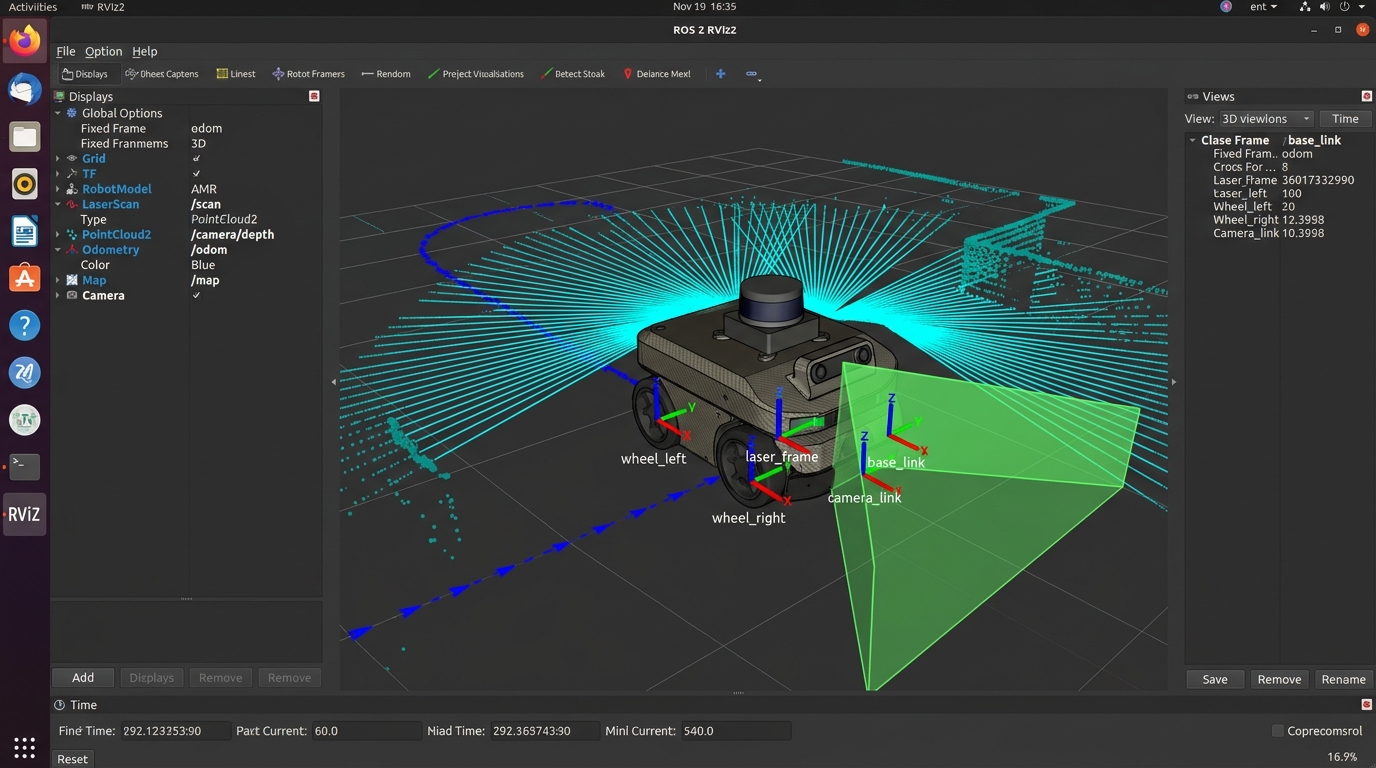 Activities RVIz2 Nov 19 16:35 ent
ROS 2 RVIz2
File Option Help
Displays Dheet Captens Linest Rotot Framers Rendom Project Visualisations Detect Stoak Delance Mexl
Displays
Global Options
Fixed Frame odom
Fixed Franmems 3D
Grid
TF
RobotModel AMR
LaserScan /scan
Type PointCloud2
PointCloud2 /camera/depth
Odometry /odom
Color Blue
Map /map
Camera
RViZ
Add Displays Remove Remove
Z
Y
X
wheel_left
Z
X
wheel_right
Z
laser_frame
Z
Y
X
base_link
Z
camera_link
Views
View: 3D viewlons Time
Clase Frame /base_link
Fixed Fram.. odom
Crocs For ... 8
Laser_Frame 36017332990
Laser_left 100
Wheel_left 20
Wheel_right 12.3998
Camera_link 10.3998
Save Remove Rename
Time
Find Time: 292.123253:90 Part Current: 60.0 Niad Time: 292.369743:90 Mini Current: 540.0 Coprecomsrol
Reset 16.9%